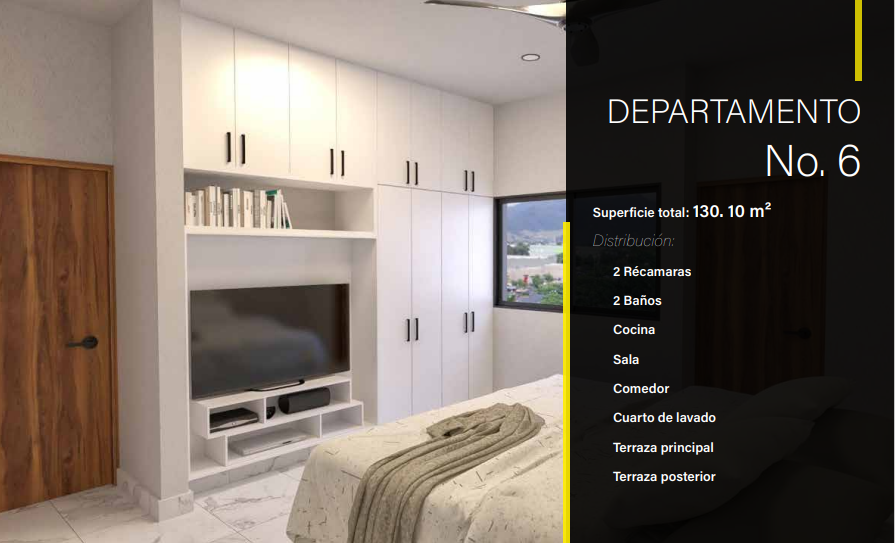 DEPARTAMENTO
No. 6
Superficie total: 130. 10 m²
Distribución:
2 Récamaras
2 Baños
Cocina
Sala
Comedor
Cuarto de lavado
Terraza principal
Terraza posterior